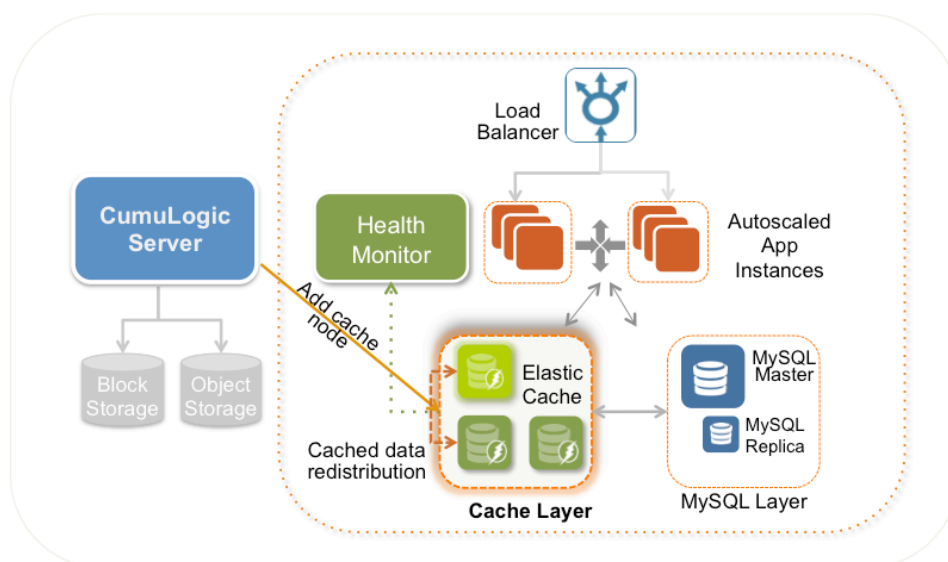 Load
Balancer
CumuLogic
Server
Health
Monitor
Autoscaled
App
Instances
Add cache
node
Block
Storage
Object
Storage
Elastic
Cache
MySQL
Master
MySQL
Replica
Cached data
redistribution
Cache Layer
MySQL Layer